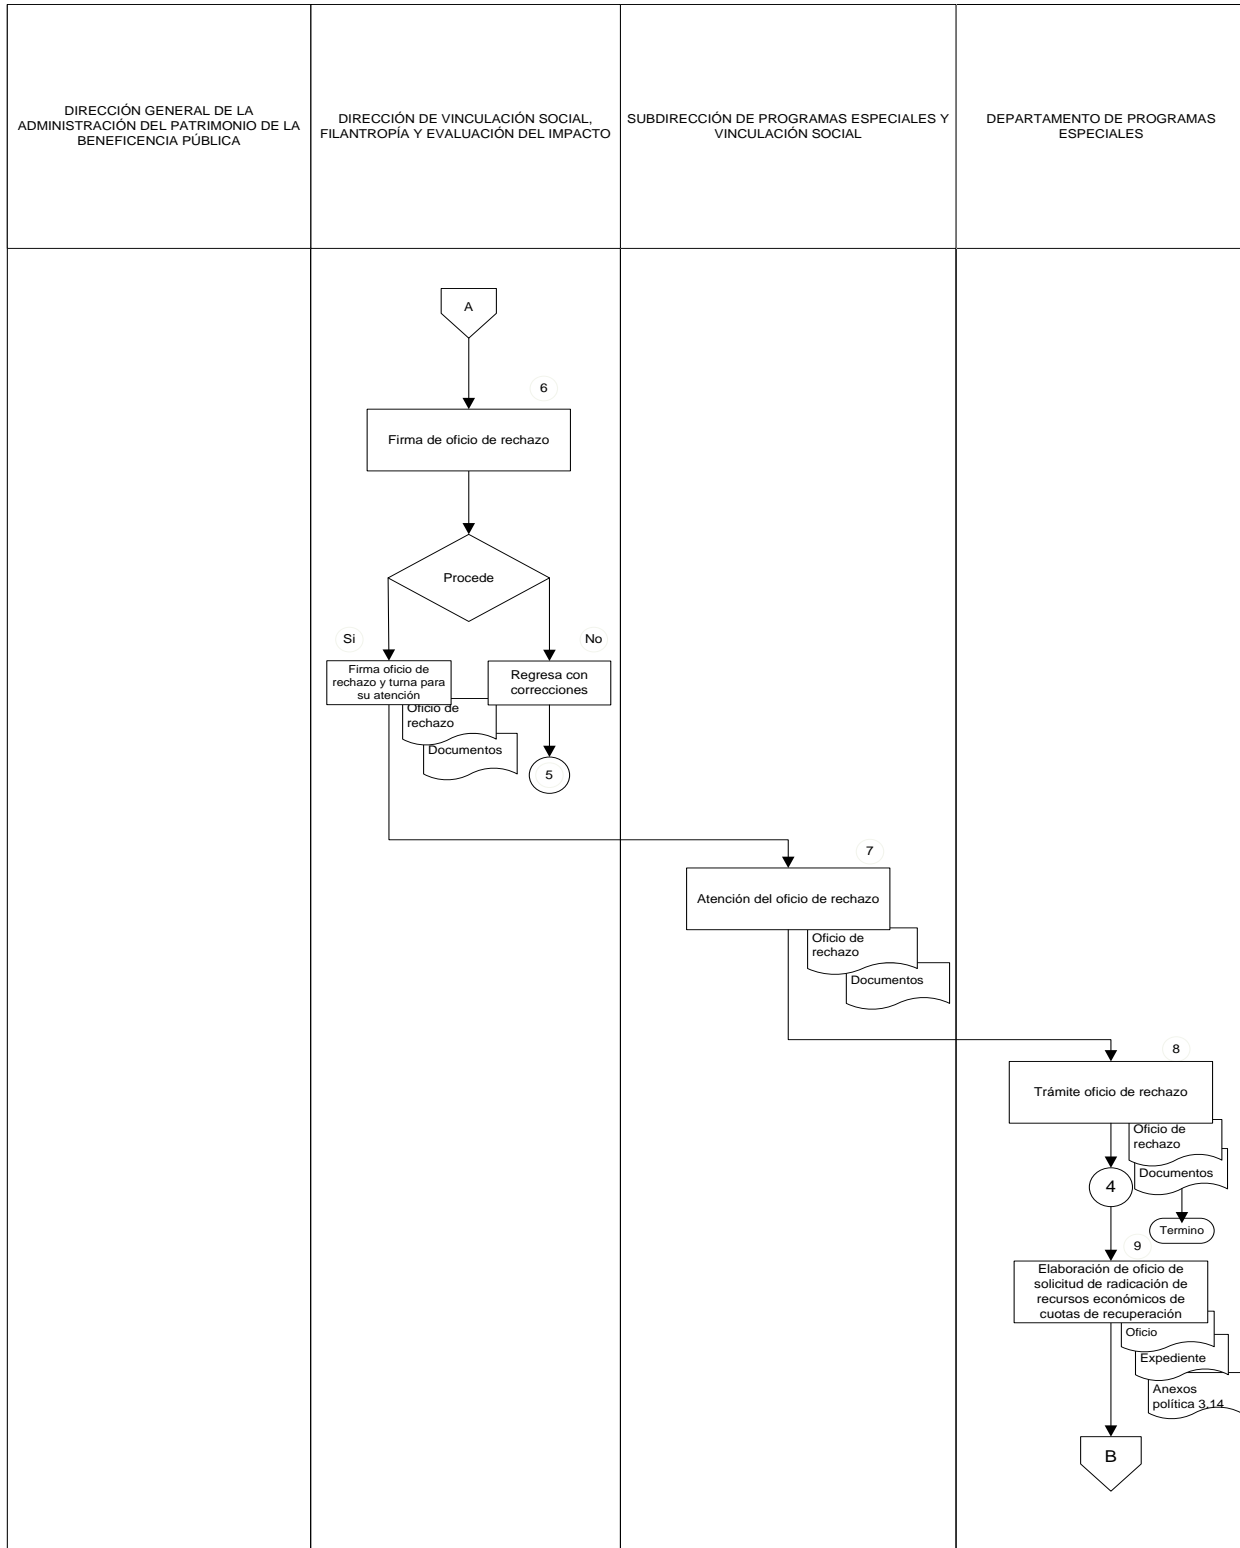 DIRECCIÓN GENERAL DE LA
ADMINISTRACIÓN DEL PATRIMONIO DE LA
BENEFICENCIA PÚBLICA
DIRECCIÓN DE VINCULACIÓN SOCIAL,
FILANTROPÍA Y EVALUACIÓN DEL IMPACTO
SUBDIRECCIÓN DE PROGRAMAS ESPECIALES Y
VINCULACIÓN SOCIAL
DEPARTAMENTO DE PROGRAMAS
ESPECIALES
A
6
Firma de oficio de rechazo
Procede
Si
No
Firma oficio de
rechazo y turna para
su atención
Regresa con
correcciones
Oficio de
rechazo
Documentos
5
7
Atención del oficio de rechazo
Oficio de
rechazo
Documentos
8
Trámite oficio de rechazo
Oficio de
rechazo
Documentos
4
Termino
9
Elaboración de oficio de
solicitud de radicación de
recursos económicos de
cuotas de recuperación
Oficio
Expediente
Anexos
política 3.14
B